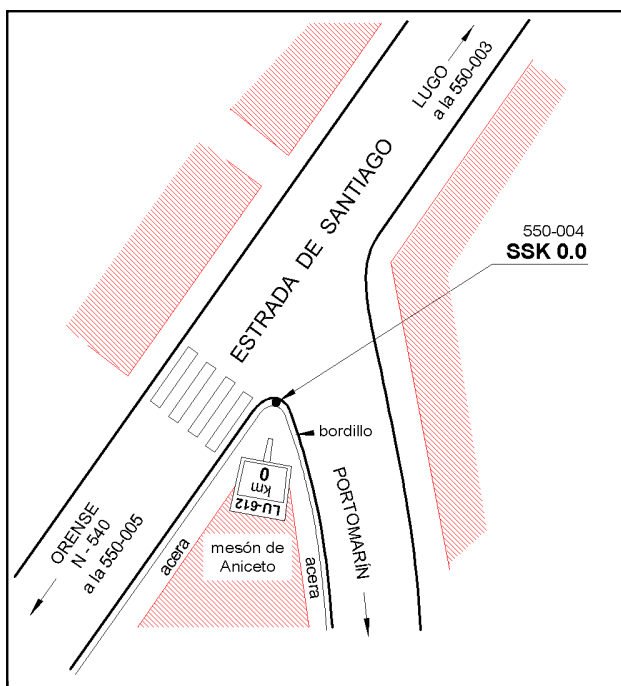 LUGO
a la 550-003
ESTRADA DE SANTIAGO
550-004
SSK 0.0
bordillo
LU-612
km
0
PORTOMARÍN
mesón de
Aniceto
acera
acera
ORENSE
N - 540
a la 550-005